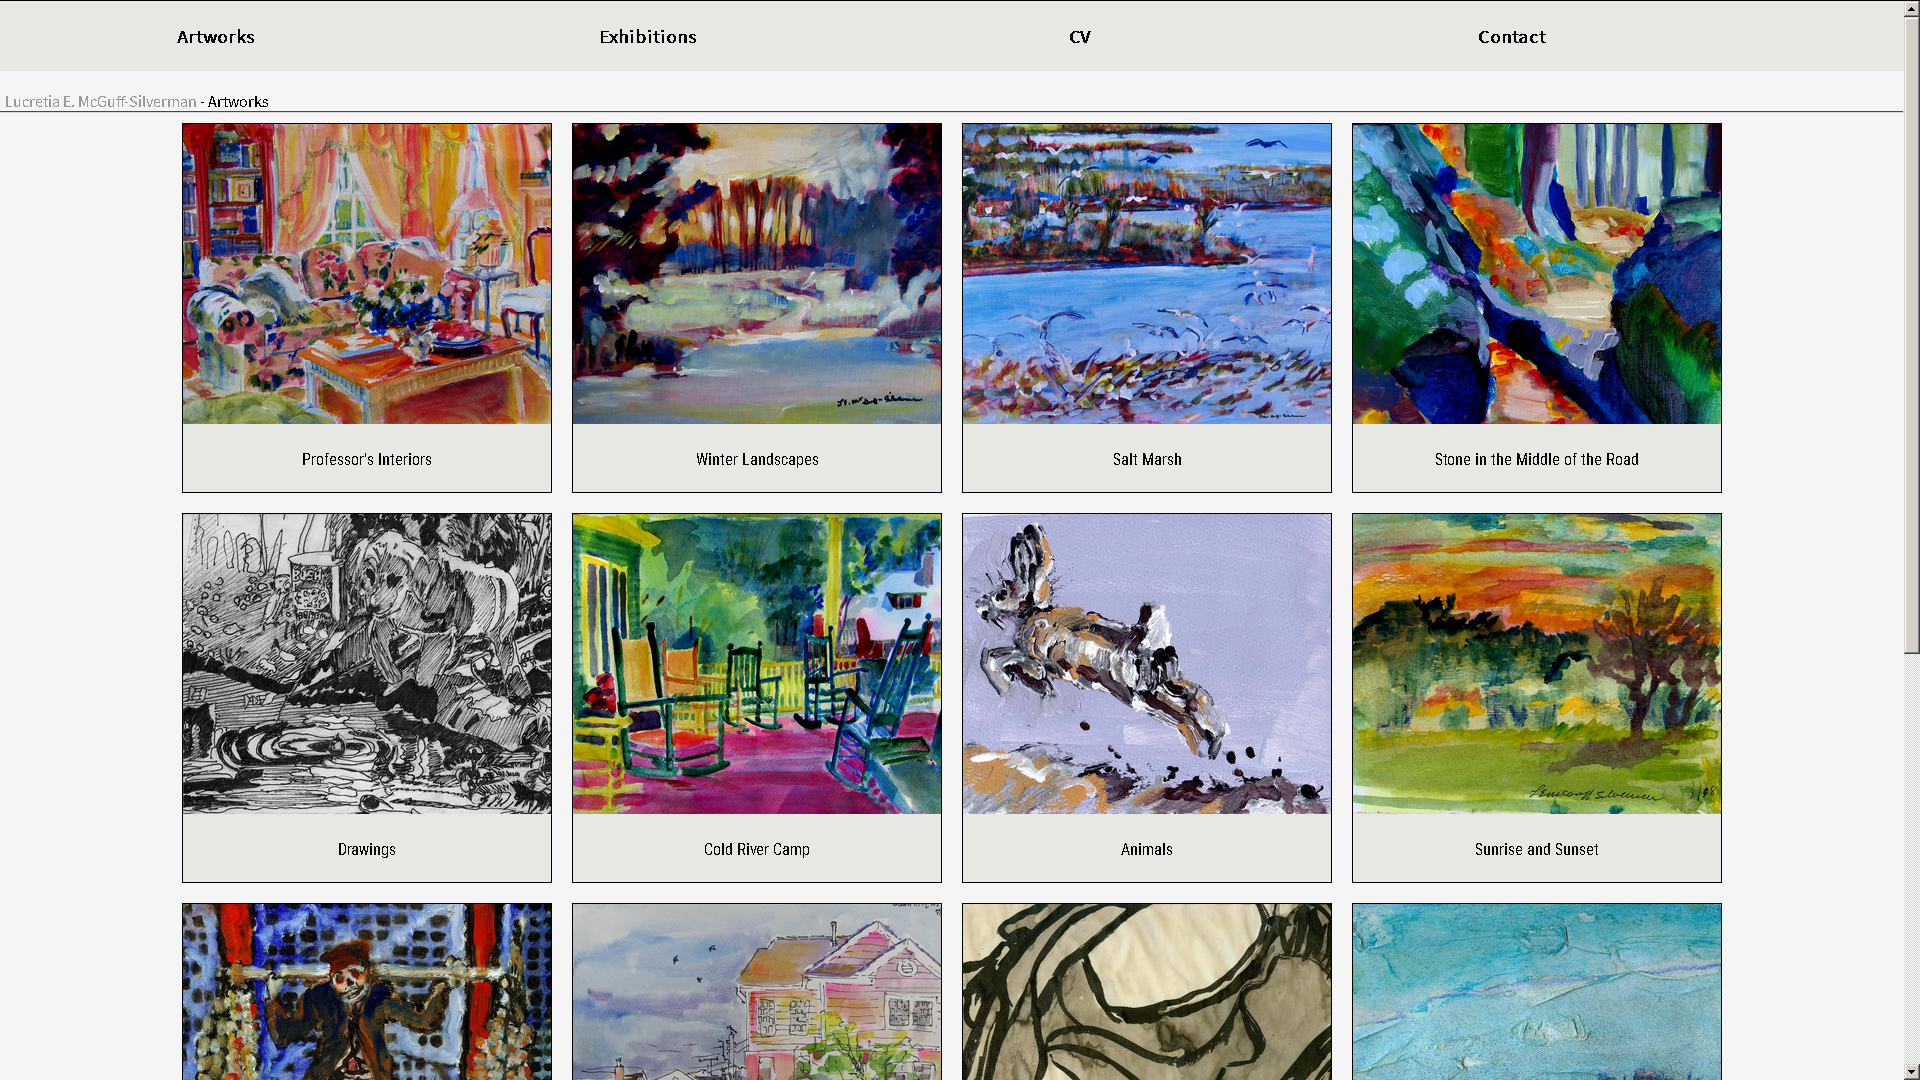 Artworks
Exhibitions
CV
Contact
Lucretia E. McGuff-Silverman - Artworks
Professor's Interiors
Winter Landscapes
Salt Marsh
Stone in the Middle of the Road
BUSH
Drawings
Cold River Camp
Animals
Sunrise and Sunset